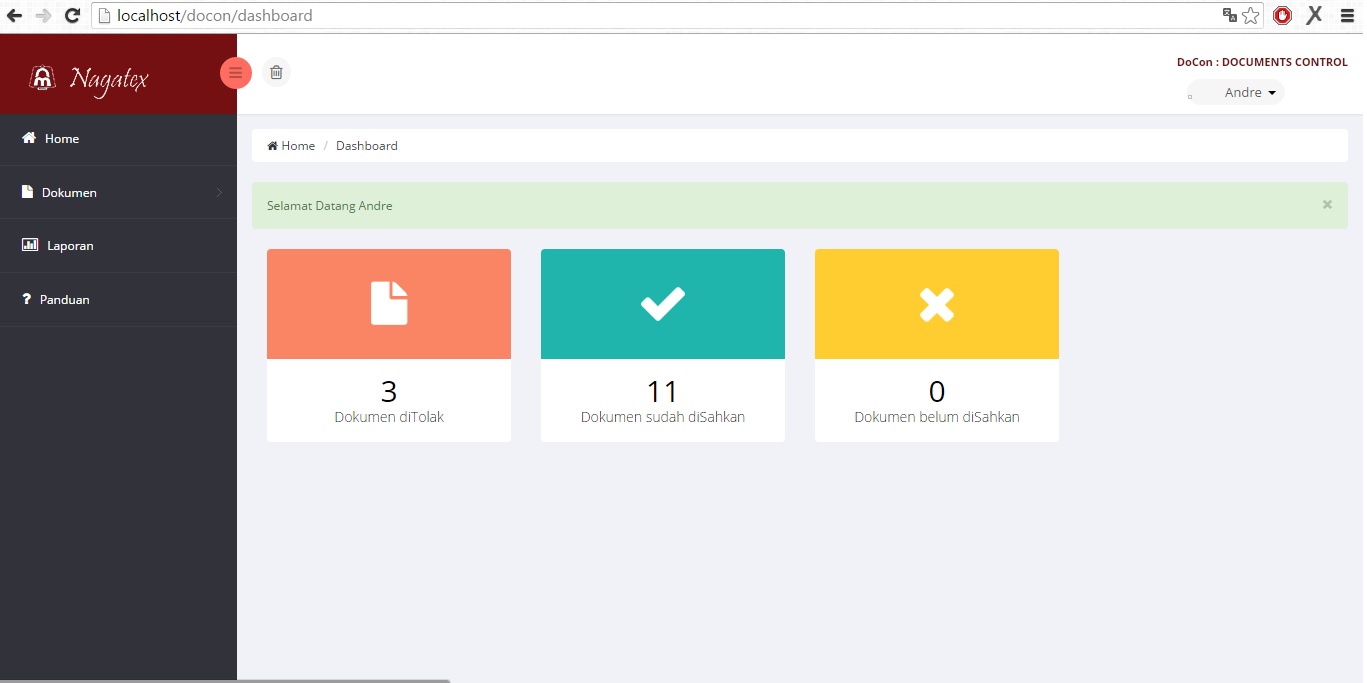 localhost/docon/dashboard
Nagatex
DoCon : DOCUMENTS CONTROL
Andre
Home
Dokumen
Laporan
? Panduan
Home / Dashboard
Selamat Datang Andre
×
3
Dokumen diTolak
11
Dokumen sudah diSahkan
0
Dokumen belum diSahkan